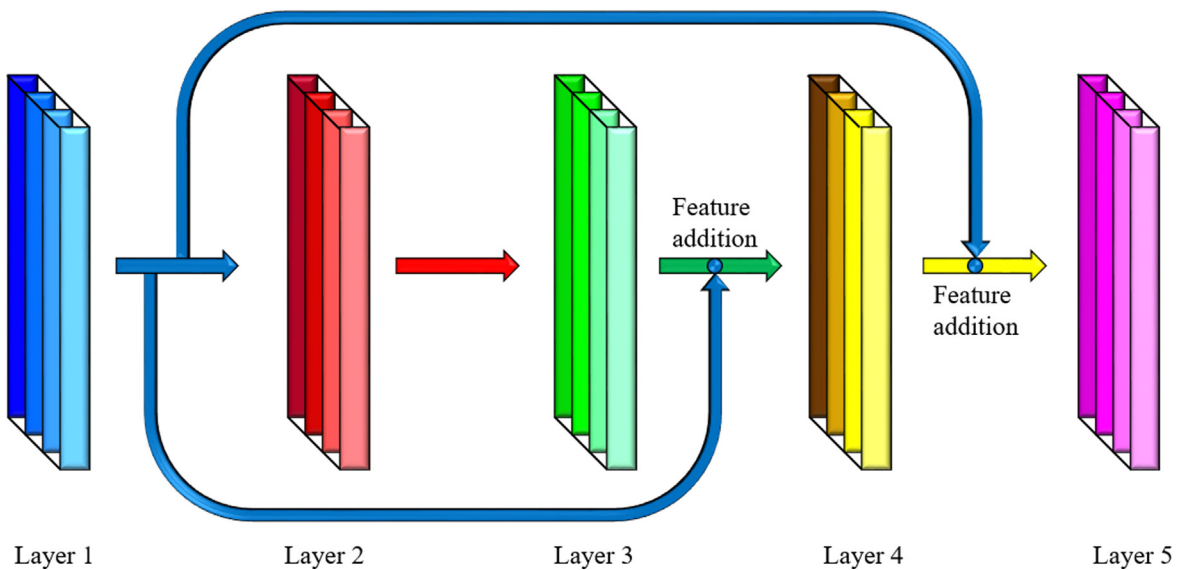 Feature
addition
Feature
addition
Layer 1
Layer 2
Layer 3
Layer 4
Layer 5